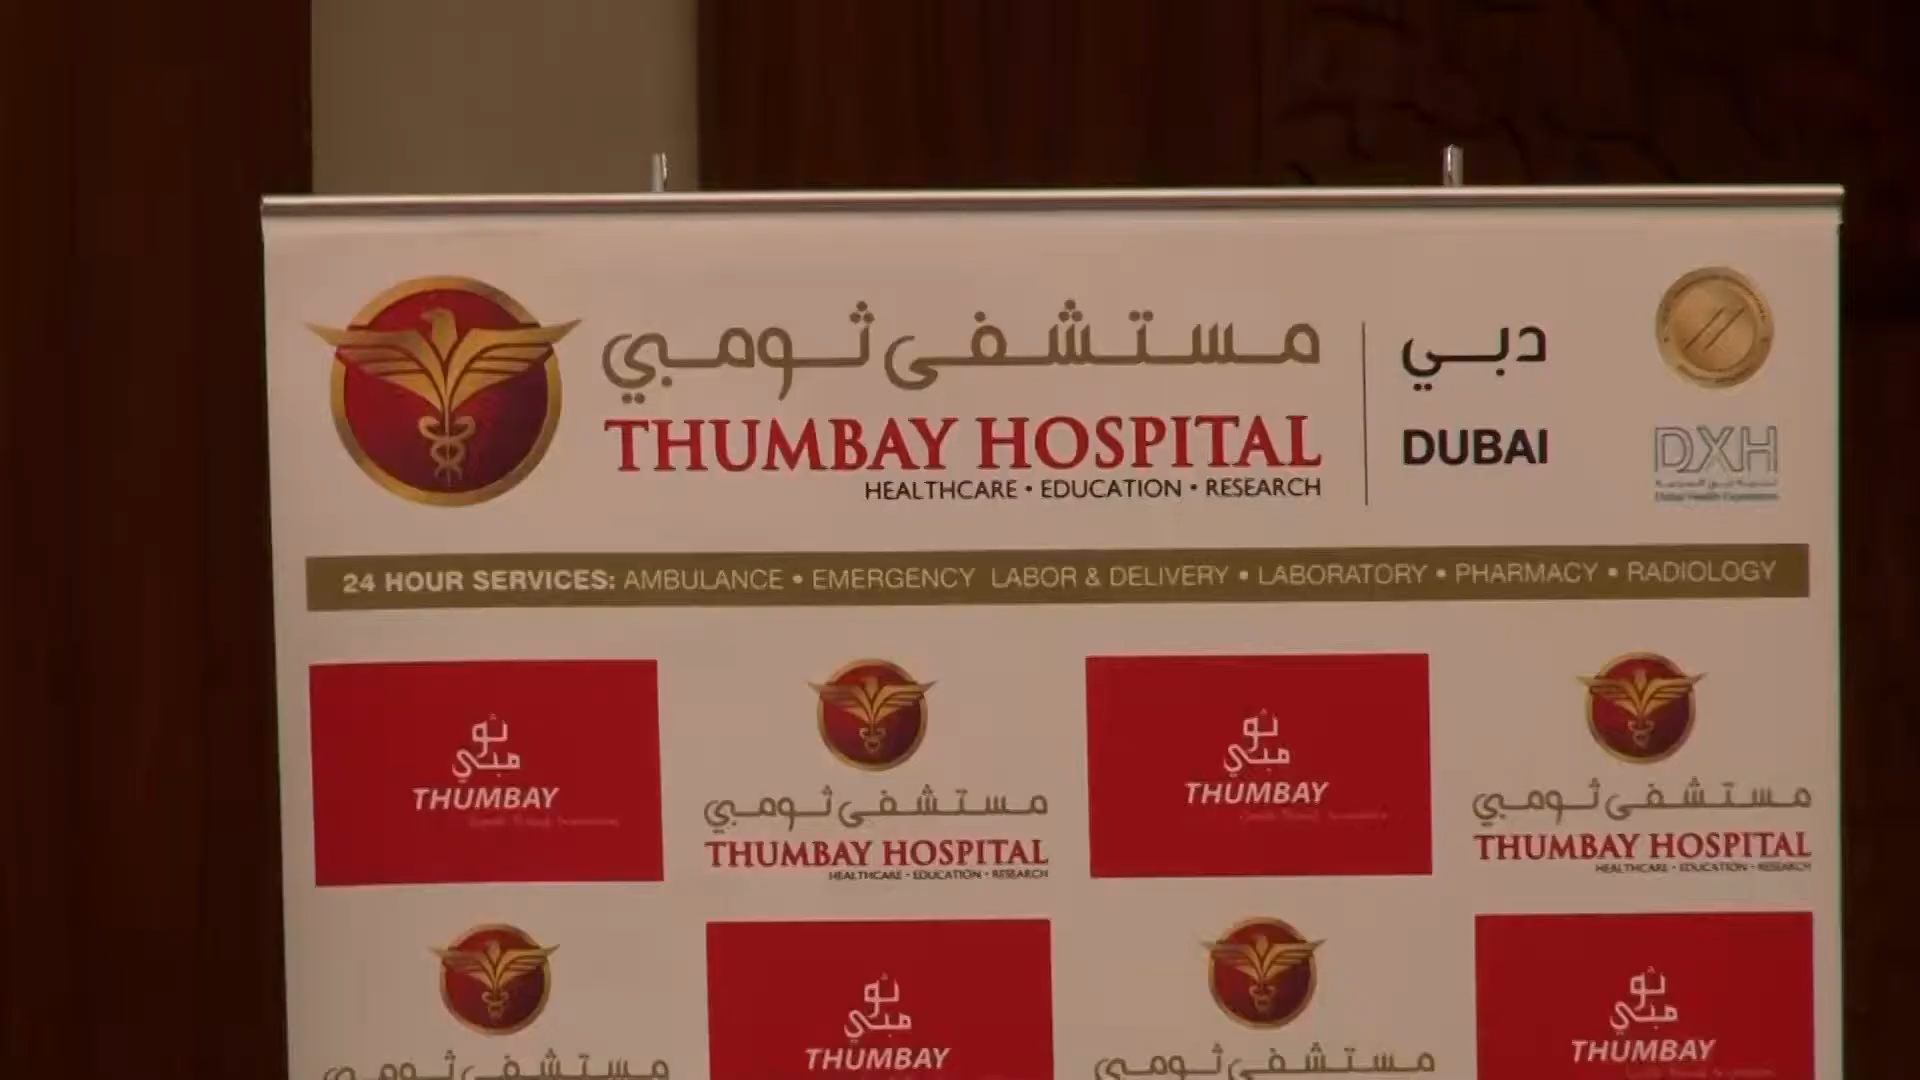 مستشفى ثومبي
THUMBAY HOSPITAL
HEALTHCARE • EDUCATION • RESEARCH
دبي
DUBAI
DXH
24 HOUR SERVICES: AMBULANCE • EMERGENCY LABOR & DELIVERY • LABORATORY • PHARMACY • RADIOLOGY
ثومبي
THUMBAY
مستشفى ثومبي
THUMBAY HOSPITAL
HEALTHCARE • EDUCATION • RESEARCH
ثومبي
THUMBAY
مستشفى ثومبي
THUMBAY HOSPITAL
HEALTHCARE • EDUCATION • RESEARCH
مستشفى ثومبي
ثومبي
THUMBAY
مستشفى ثومبي
ثومبي
THUMBAY